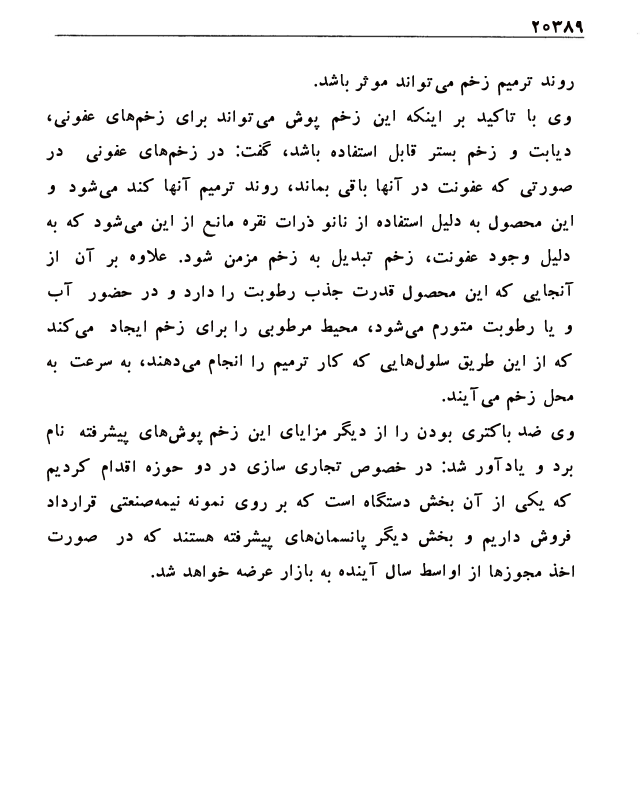 ۲۰۳۸۹
روند ترمیم زخم می‌تواند موثر باشد.
وی با تاکید بر اینکه این زخم پوش می‌تواند برای زخم‌های عفونی،
دیابت و زخم بستر قابل استفاده باشد، گفت: در زخم‌های عفونی در
صورتی که عفونت در آنها باقی بماند، روند ترمیم آنها کند می‌شود و
این محصول به دلیل استفاده از نانو ذرات نقره مانع از این می‌شود که به
دلیل وجود عفونت، زخم تبدیل به زخم مزمن شود. علاوه بر آن از
آنجایی که این محصول قدرت جذب رطوبت را دارد و در حضور آب
و یا رطوبت متورم می‌شود، محیط مرطوبی را برای زخم ایجاد می‌کند
که از این طریق سلول‌هایی که کار ترمیم را انجام می‌دهند، به سرعت به
محل زخم می‌آیند.
وی ضد باکتری بودن را از دیگر مزایای این زخم پوش‌های پیشرفته نام
برد و یادآور شد: در خصوص تجاری سازی در دو حوزه اقدام کردیم
که یکی از آن بخش دستگاه است که بر روی نمونه نیمه‌صنعتی قرارداد
فروش داریم و بخش دیگر پانسمان‌های پیشرفته هستند که در صورت
اخذ مجوزها از اواسط سال آینده به بازار عرضه خواهد شد.